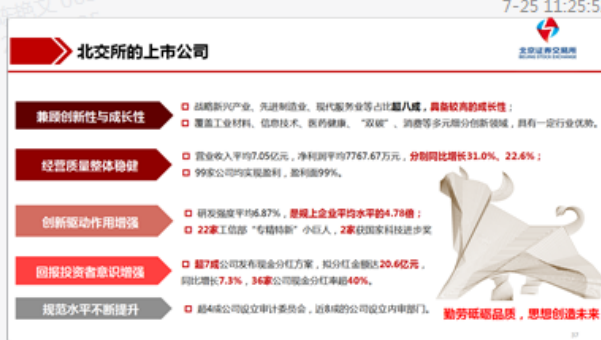 7-25 11:25:5
北交所的上市公司
北京证券交易所
BEIJING STOCK EXCHANGE
兼顾创新性与成长性
战略新兴产业、先进制造业、现代服务业等占比超八成，具备较高的成长性；
覆盖工业材料、信息技术、医药健康、“双碳”、消费等多元细分创新领域，具有一定行业优势。
经营质量整体稳健
营业收入平均7.05亿元，净利润平均7767.67万元，分别同比增长31.0%、22.6%；
99家公司均实现盈利，盈利面99%。
创新驱动作用增强
研发强度平均6.87%，是规上企业平均水平的4.78倍；
22家工信部“专精特新”小巨人，2家获国家科技进步奖
回报投资者意识增强
超7成公司发布现金分红方案，拟分红金额达20.6亿元，
同比增长7.3%，36家公司现金分红率超40%。
规范水平不断提升
超4成公司设立审计委员会，近8成的公司设立内审部门。
勤劳砥砺品质，思想创造未来
37